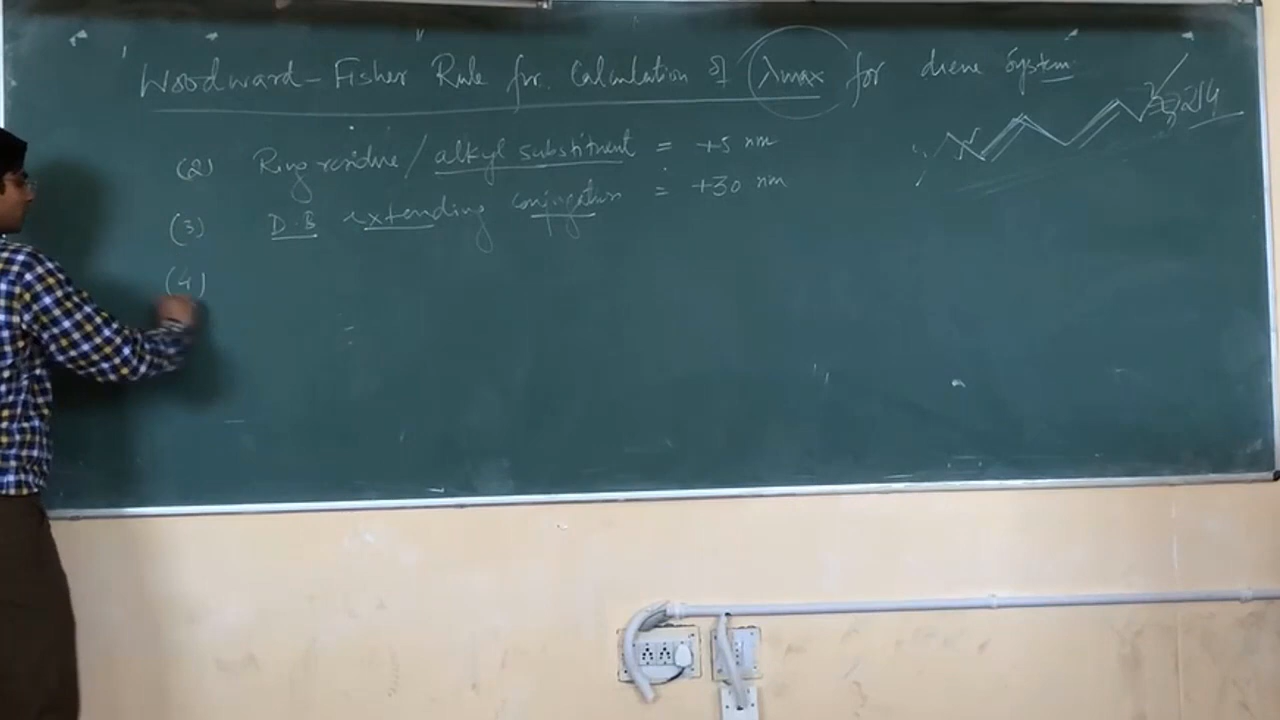 Woodward-Fisher Rule for Calculation of λmax for diene system
(2) Ring residue / alkyl substituent = +5 nm
(3) D.B extending conjugation = +30 nm
(4)
214